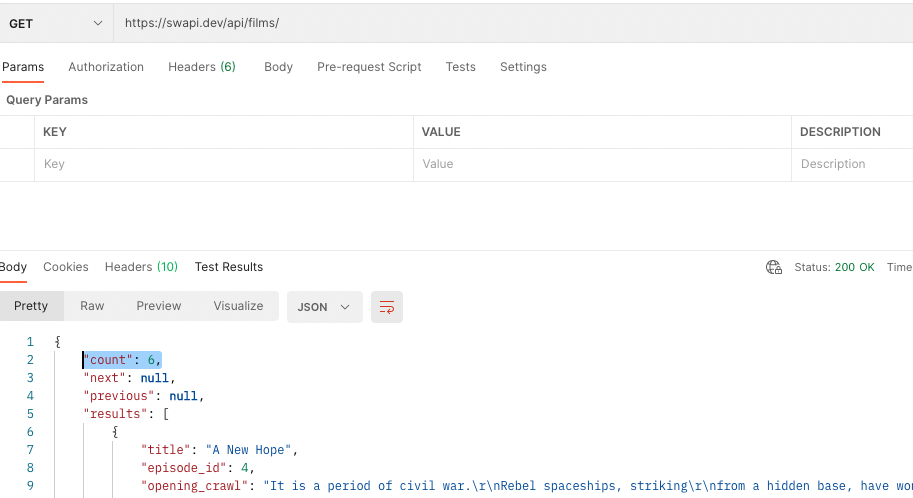 GET https://swapi.dev/api/films/
Params Authorization Headers (6) Body Pre-request Script Tests Settings
Query Params
KEY VALUE DESCRIPTION
Key Value Description
Body Cookies Headers (10) Test Results Status: 200 OK Time
Pretty Raw Preview Visualize JSON
1 {
2 "count": 6,
3 "next": null,
4 "previous": null,
5 "results": [
6 {
7 "title": "A New Hope",
8 "episode_id": 4,
9 "opening_crawl": "It is a period of civil war.\r\nRebel spaceships, striking\r\nfrom a hidden base, have wo